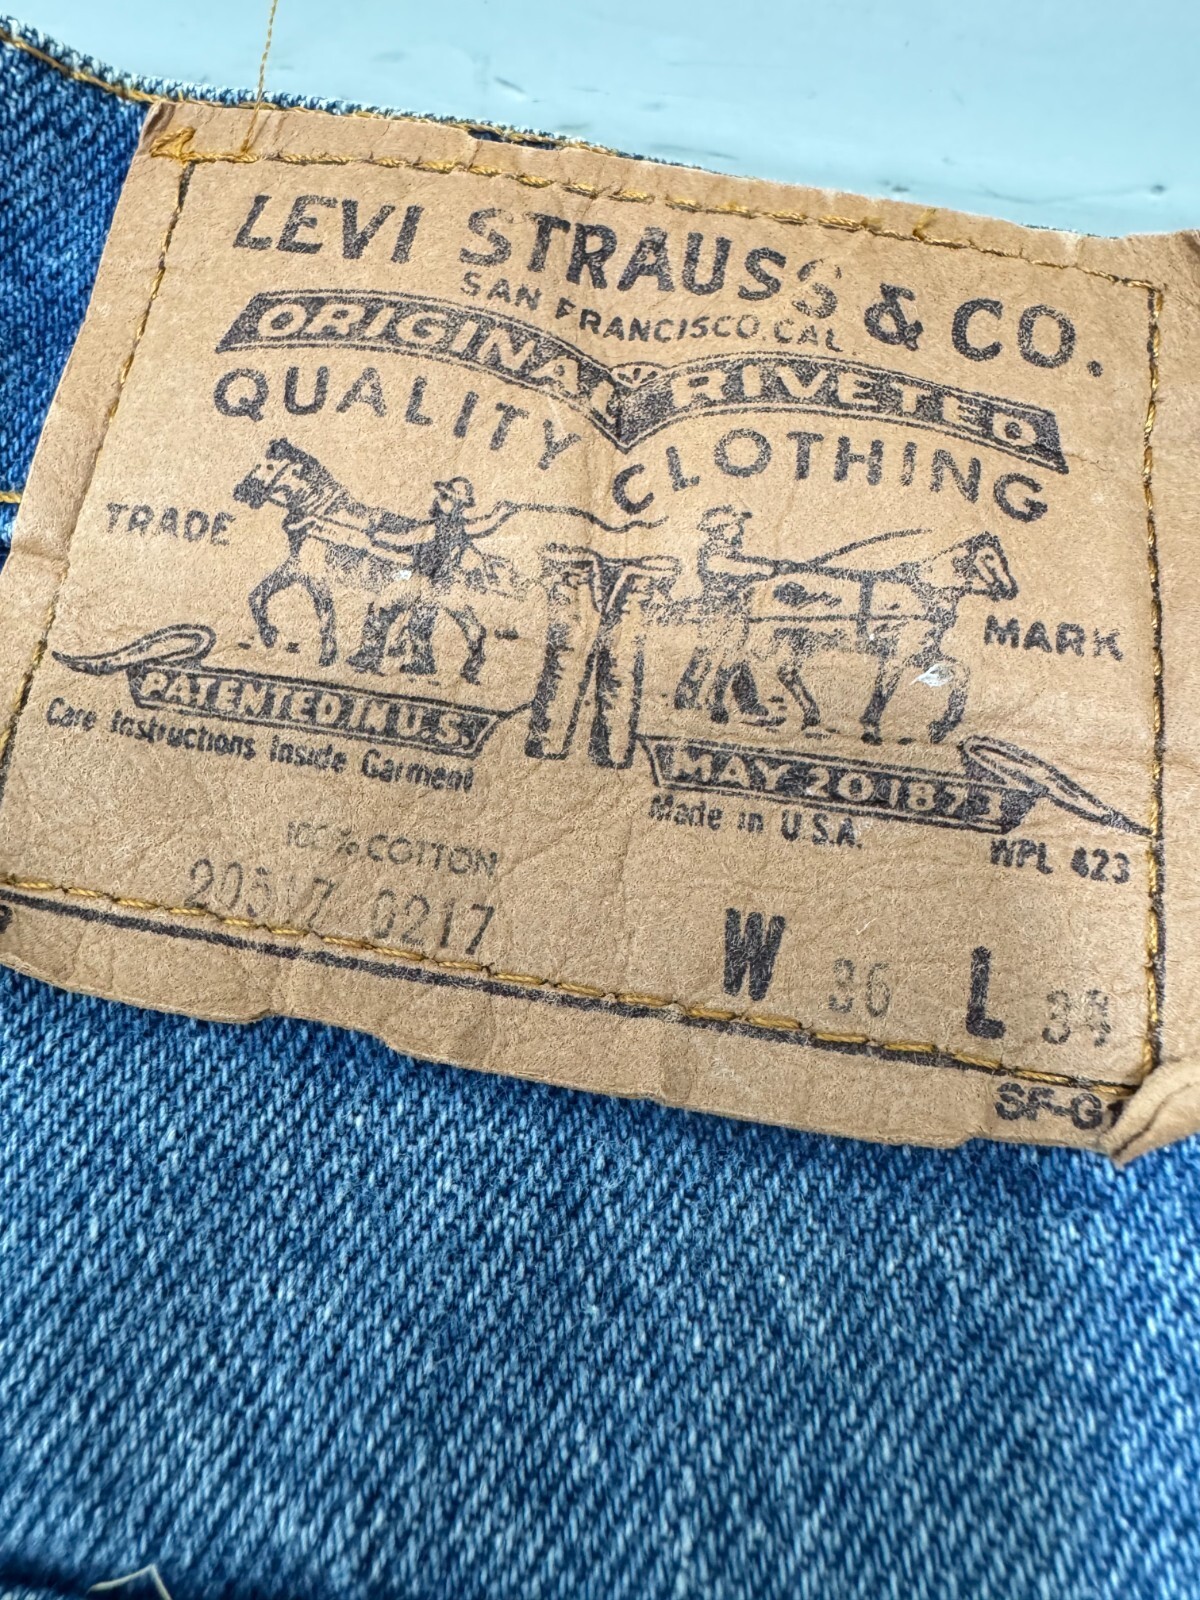 LEVI STRAUSS & CO.
SAN FRANCISCO, CAL.
ORIGINAL RIVETED
QUALITY CLOTHING
TRADE MARK
PATENTED IN U.S.
MAY 20 1873
Care Instructions Inside Garment
Made in U.S.A.
WPL 423
100% COTTON
0217
W 36 L 34
SF-G